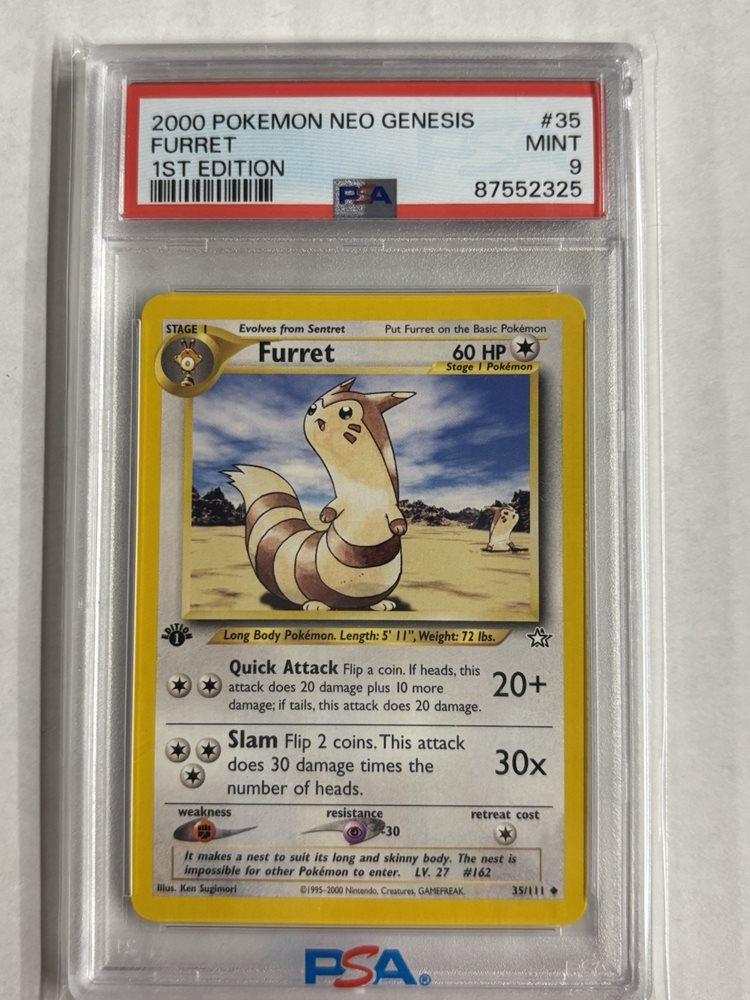 2000 POKEMON NEO GENESIS #35
FURRET MINT
1ST EDITION 9
PSA 87552325
STAGE 1 Evolves from Sentret Put Furret on the Basic Pokémon
Furret 60 HP
Stage 1 Pokémon
EDITION
1
Long Body Pokémon. Length: 5' 11", Weight: 72 lbs.
Quick Attack Flip a coin. If heads, this
attack does 20 damage plus 10 more 20+
damage; if tails, this attack does 20 damage.
Slam Flip 2 coins. This attack
does 30 damage times the 30x
number of heads.
weakness resistance retreat cost
-30
It makes a nest to suit its long and skinny body. The nest is
impossible for other Pokémon to enter. LV. 27 #162
Illus. Ken Sugimori ©1995-2000 Nintendo, Creatures, GAMEFREAK. 35/111
PSA®